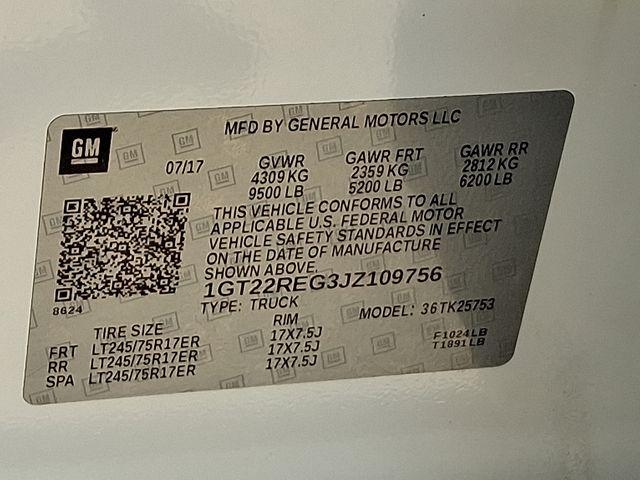 GM
MFD BY GENERAL MOTORS LLC
07/17
GVWR GAWR FRT GAWR RR
4309 KG 2359 KG 2812 KG
9500 LB 5200 LB 6200 LB
THIS VEHICLE CONFORMS TO ALL
APPLICABLE U.S. FEDERAL MOTOR
VEHICLE SAFETY STANDARDS IN EFFECT
ON THE DATE OF MANUFACTURE
SHOWN ABOVE.
1GT22REG3JZ109756
8624
TYPE: TRUCK MODEL: 36TK25753
TIRE SIZE RIM
FRT LT245/75R17ER 17X7.5J
RR LT245/75R17ER 17X7.5J
SPA LT245/75R17ER 17X7.5J
F1024LB
T1891LB